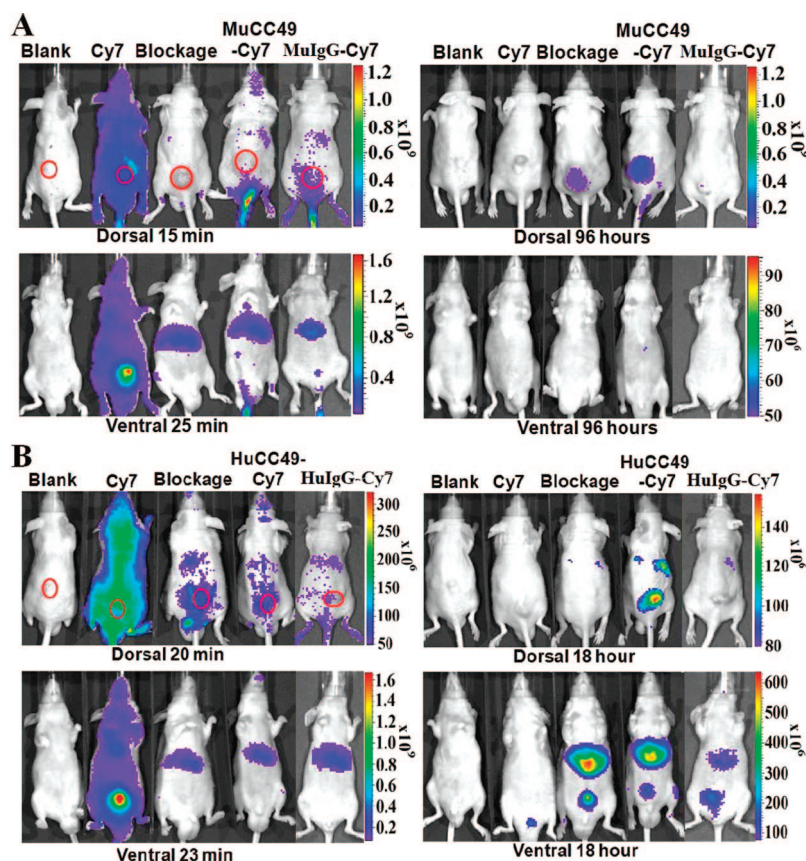 A
MuCC49
Blank Cy7 Blockage -Cy7 MuIgG-Cy7
1.2
1.0
0.8
0.6
0.4
0.2
x10⁹
Dorsal 15 min
MuCC49
Blank Cy7 Blockage -Cy7 MuIgG-Cy7
1.2
1.0
0.8
0.6
0.4
0.2
x10⁹
Dorsal 96 hours
1.6
1.2
0.8
0.4
x10⁹
Ventral 25 min
90
80
70
60
50
x10⁶
Ventral 96 hours
B
HuCC49-
Blank Cy7 Blockage Cy7 HuIgG-Cy7
300
250
200
150
100
50
x10⁶
Dorsal 20 min
HuCC49
Blank Cy7 Blockage -Cy7 HuIgG-Cy7
140
120
100
80
x10⁶
Dorsal 18 hour
1.6
1.4
1.2
1.0
0.8
0.6
0.4
0.2
x10⁹
Ventral 23 min
600
500
400
300
200
100
x10⁶
Ventral 18 hour